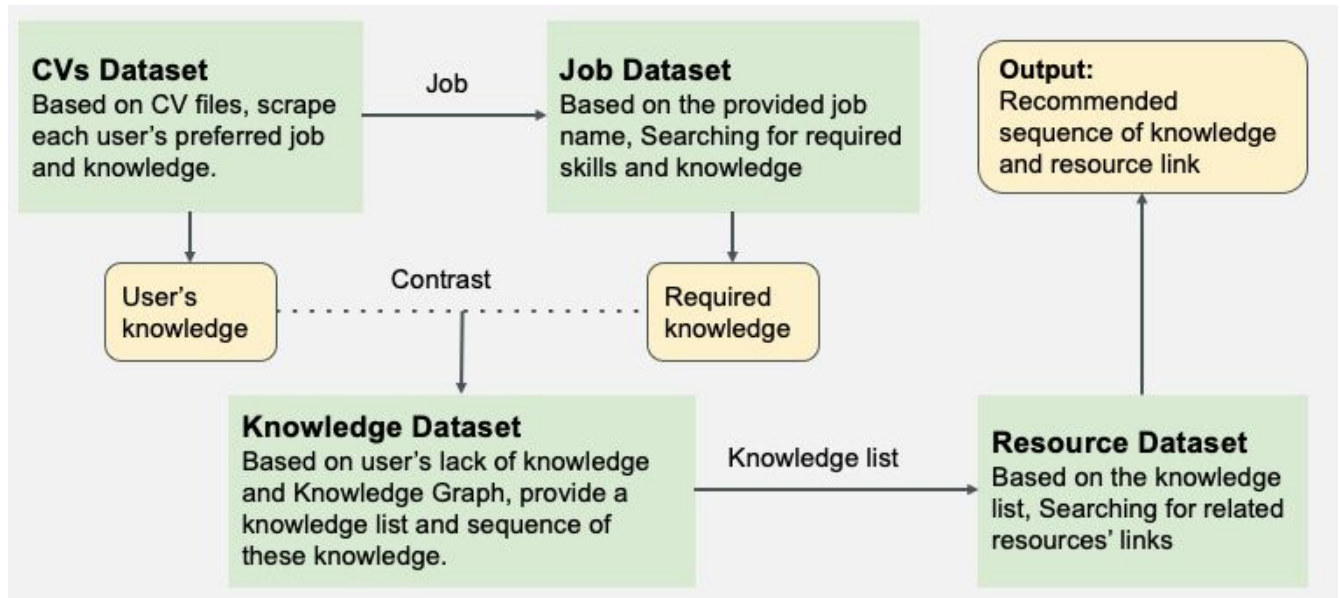 CVs Dataset
Based on CV files, scrape
each user's preferred job
and knowledge.
Job
Job Dataset
Based on the provided job
name, Searching for required
skills and knowledge
Output:
Recommended
sequence of knowledge
and resource link
User's
knowledge
Contrast
Required
knowledge
Knowledge Dataset
Based on user's lack of knowledge
and Knowledge Graph, provide a
knowledge list and sequence of
these knowledge.
Knowledge list
Resource Dataset
Based on the knowledge
list, Searching for related
resources' links